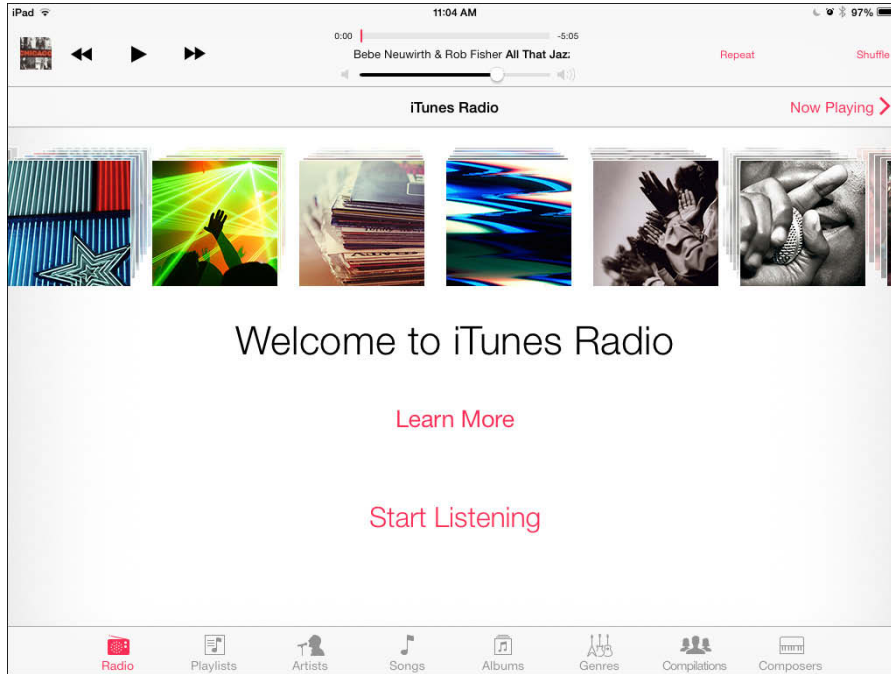 iPad 11:04 AM 97%
CHICAGO
0:00 -5:05
Bebe Neuwirth & Rob Fisher All That Jaz
Repeat Shuffle
iTunes Radio Now Playing
Welcome to iTunes Radio
Learn More
Start Listening
Radio Playlists Artists Songs Albums Genres Compilations Composers